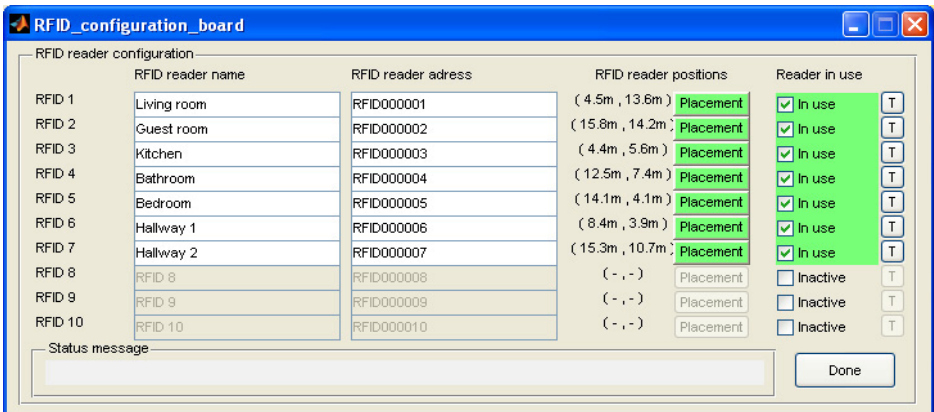 RFID_configuration_board
RFID reader configuration
RFID reader name RFID reader adress RFID reader positions Reader in use
RFID 1 Living room RFID000001 ( 4.5m , 13.6m ) Placement In use T
RFID 2 Guest room RFID000002 ( 15.8m , 14.2m ) Placement In use T
RFID 3 Kitchen RFID000003 ( 4.4m , 5.6m ) Placement In use T
RFID 4 Bathroom RFID000004 ( 12.5m , 7.4m ) Placement In use T
RFID 5 Bedroom RFID000005 ( 14.1m , 4.1m ) Placement In use T
RFID 6 Hallway 1 RFID000006 ( 8.4m , 3.9m ) Placement In use T
RFID 7 Hallway 2 RFID000007 ( 15.3m , 10.7m ) Placement In use T
RFID 8 RFID 8 RFID000008 ( - , - ) Placement Inactive T
RFID 9 RFID 9 RFID000009 ( - , - ) Placement Inactive T
RFID 10 RFID 10 RFID000010 ( - , - ) Placement Inactive T
Status message
Done